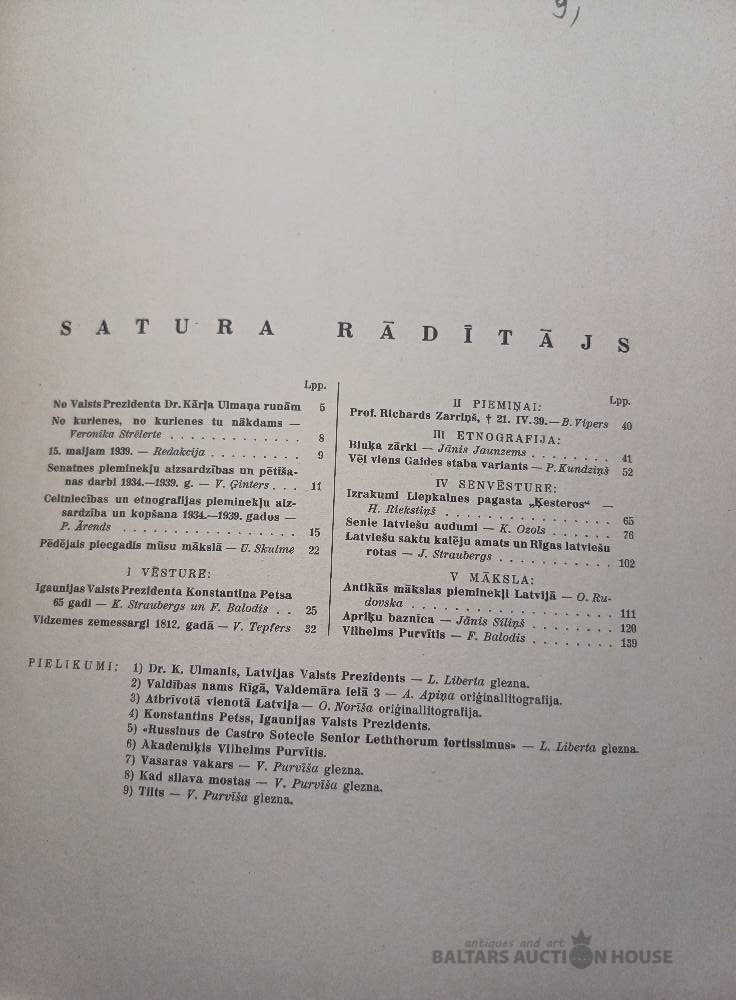 9,
SATURA RĀDĪTĀJS
Lpp.
No Valsts Prezidenta Dr. Kārļa Ulmaņa runām 5
No kurienes, no kurienes tu nākdams —
Veronika Strēlerte . . . . . . . . . . . . 8
15. maijam 1939. — Redakcija . . . . . . . . 9
Senatnes pieminekļu aizsardzības un pētīša-
nas darbi 1934.—1939. g. — V. Ģinters . . . 11
Celtniecības un etnografijas pieminekļu aiz-
sardzība un kopšana 1934.—1939. gados —
P. Ārends . . . . . . . . . . . . . . . . 15
Pēdējais piecgadis mūsu mākslā — U. Skulme 22
I VĒSTURE:
Igaunijas Valsts Prezidenta Konstantina Petsa
65 gadi — K. Straubergs un F. Balodis . . 25
Vidzemes zemessargi 1812. gadā — V. Tepfers 32
II PIEMIŅAI: Lpp.
Prof. Richards Zarriņš, † 21. IV. 39. — B. Vipers 40
III ETNOGRAFIJA:
Bluķa zārki — Jānis Jaunzems . . . . . . . . 41
Vēl viens Gaides staba variants — P. Kundziņš 52
IV SENVĒSTURE:
Izrakumi Liepkalnes pagasta „Ķesteros“ —
H. Riekstiņš . . . . . . . . . . . . . . . . 65
Senie latviešu audumi — K. Ozols . . . . . . 76
Latviešu saktu kalēju amats un Rīgas latviešu
rotas — J. Straubergs . . . . . . . . . . . 102
V MĀKSLA:
Antikās mākslas pieminekļi Latvijā — O. Ru-
dovska . . . . . . . . . . . . . . . . . . . 111
Apriķu baznīca — Jānis Siliņš . . . . . . . 120
Vilhelms Purvītis — F. Balodis . . . . . . . . 139
PIELIKUMI: 1) Dr. K. Ulmanis, Latvijas Valsts Prezidents — L. Liberta glezna.
2) Valdības nams Rīgā, Valdemāra ielā 3 — A. Apiņa oriģinallitografija.
3) Atbrīvotā vienotā Latvija — O. Norīša oriģinallitografija.
4) Konstantins Petss, Igaunijas Valsts Prezidents.
5) «Russinus de Castro Sotecle Senior Leththorum fortissimus» — L. Liberta glezna.
6) Akademiķis Vilhelms Purvītis.
7) Vasaras vakars — V. Purvīša glezna.
8) Kad silava mostas — V. Purvīša glezna.
9) Tilts — V. Purvīša glezna.
antiques and art
BALTARS AUCTION HOUSE